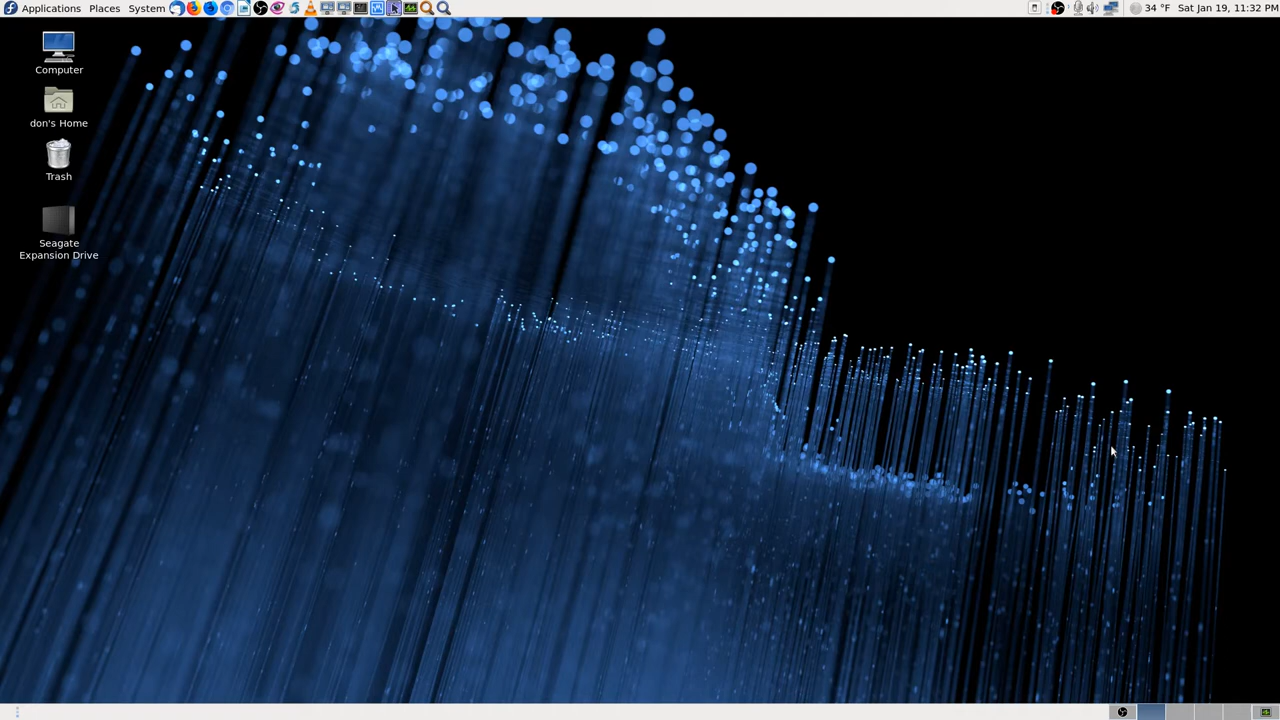 Applications Places System
34 °F Sat Jan 19, 11:32 PM
Computer
don's Home
Trash
Seagate
Expansion Drive